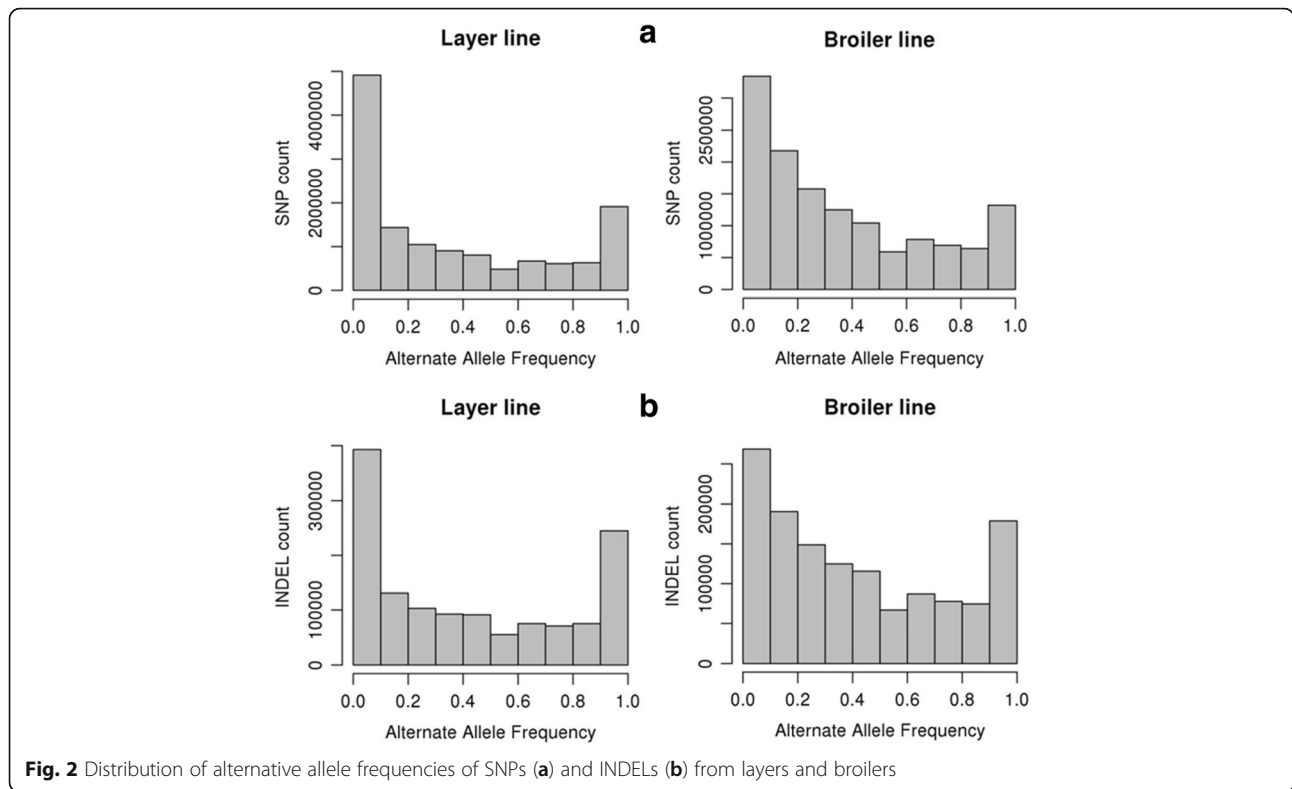 Layer line
a
Broiler line
SNP count
0
2000000
4000000
0.0 0.2 0.4 0.6 0.8 1.0
Alternate Allele Frequency
SNP count
0
1000000
2500000
0.0 0.2 0.4 0.6 0.8 1.0
Alternate Allele Frequency
Layer line
b
Broiler line
INDEL count
0
100000
300000
0.0 0.2 0.4 0.6 0.8 1.0
Alternate Allele Frequency
INDEL count
0
100000
200000
0.0 0.2 0.4 0.6 0.8 1.0
Alternate Allele Frequency
Fig. 2 Distribution of alternative allele frequencies of SNPs (a) and INDELs (b) from layers and broilers